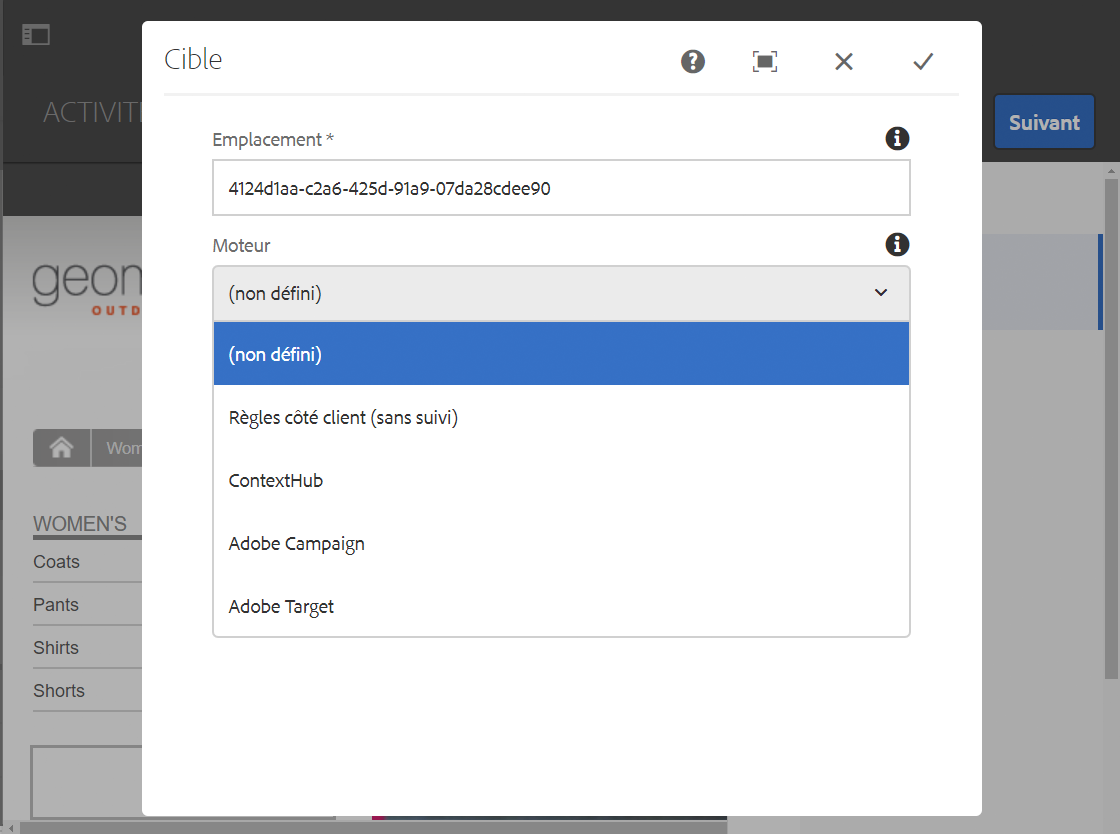 Cible
ACTIVIT
Suivant
Emplacement *
4124d1aa-c2a6-425d-91a9-07da28cdee90
Moteur
(non défini)
(non défini)
Règles côté client (sans suivi)
ContextHub
Adobe Campaign
Adobe Target
geom
OUTD
Wom
WOMEN'S
Coats
Pants
Shirts
Shorts